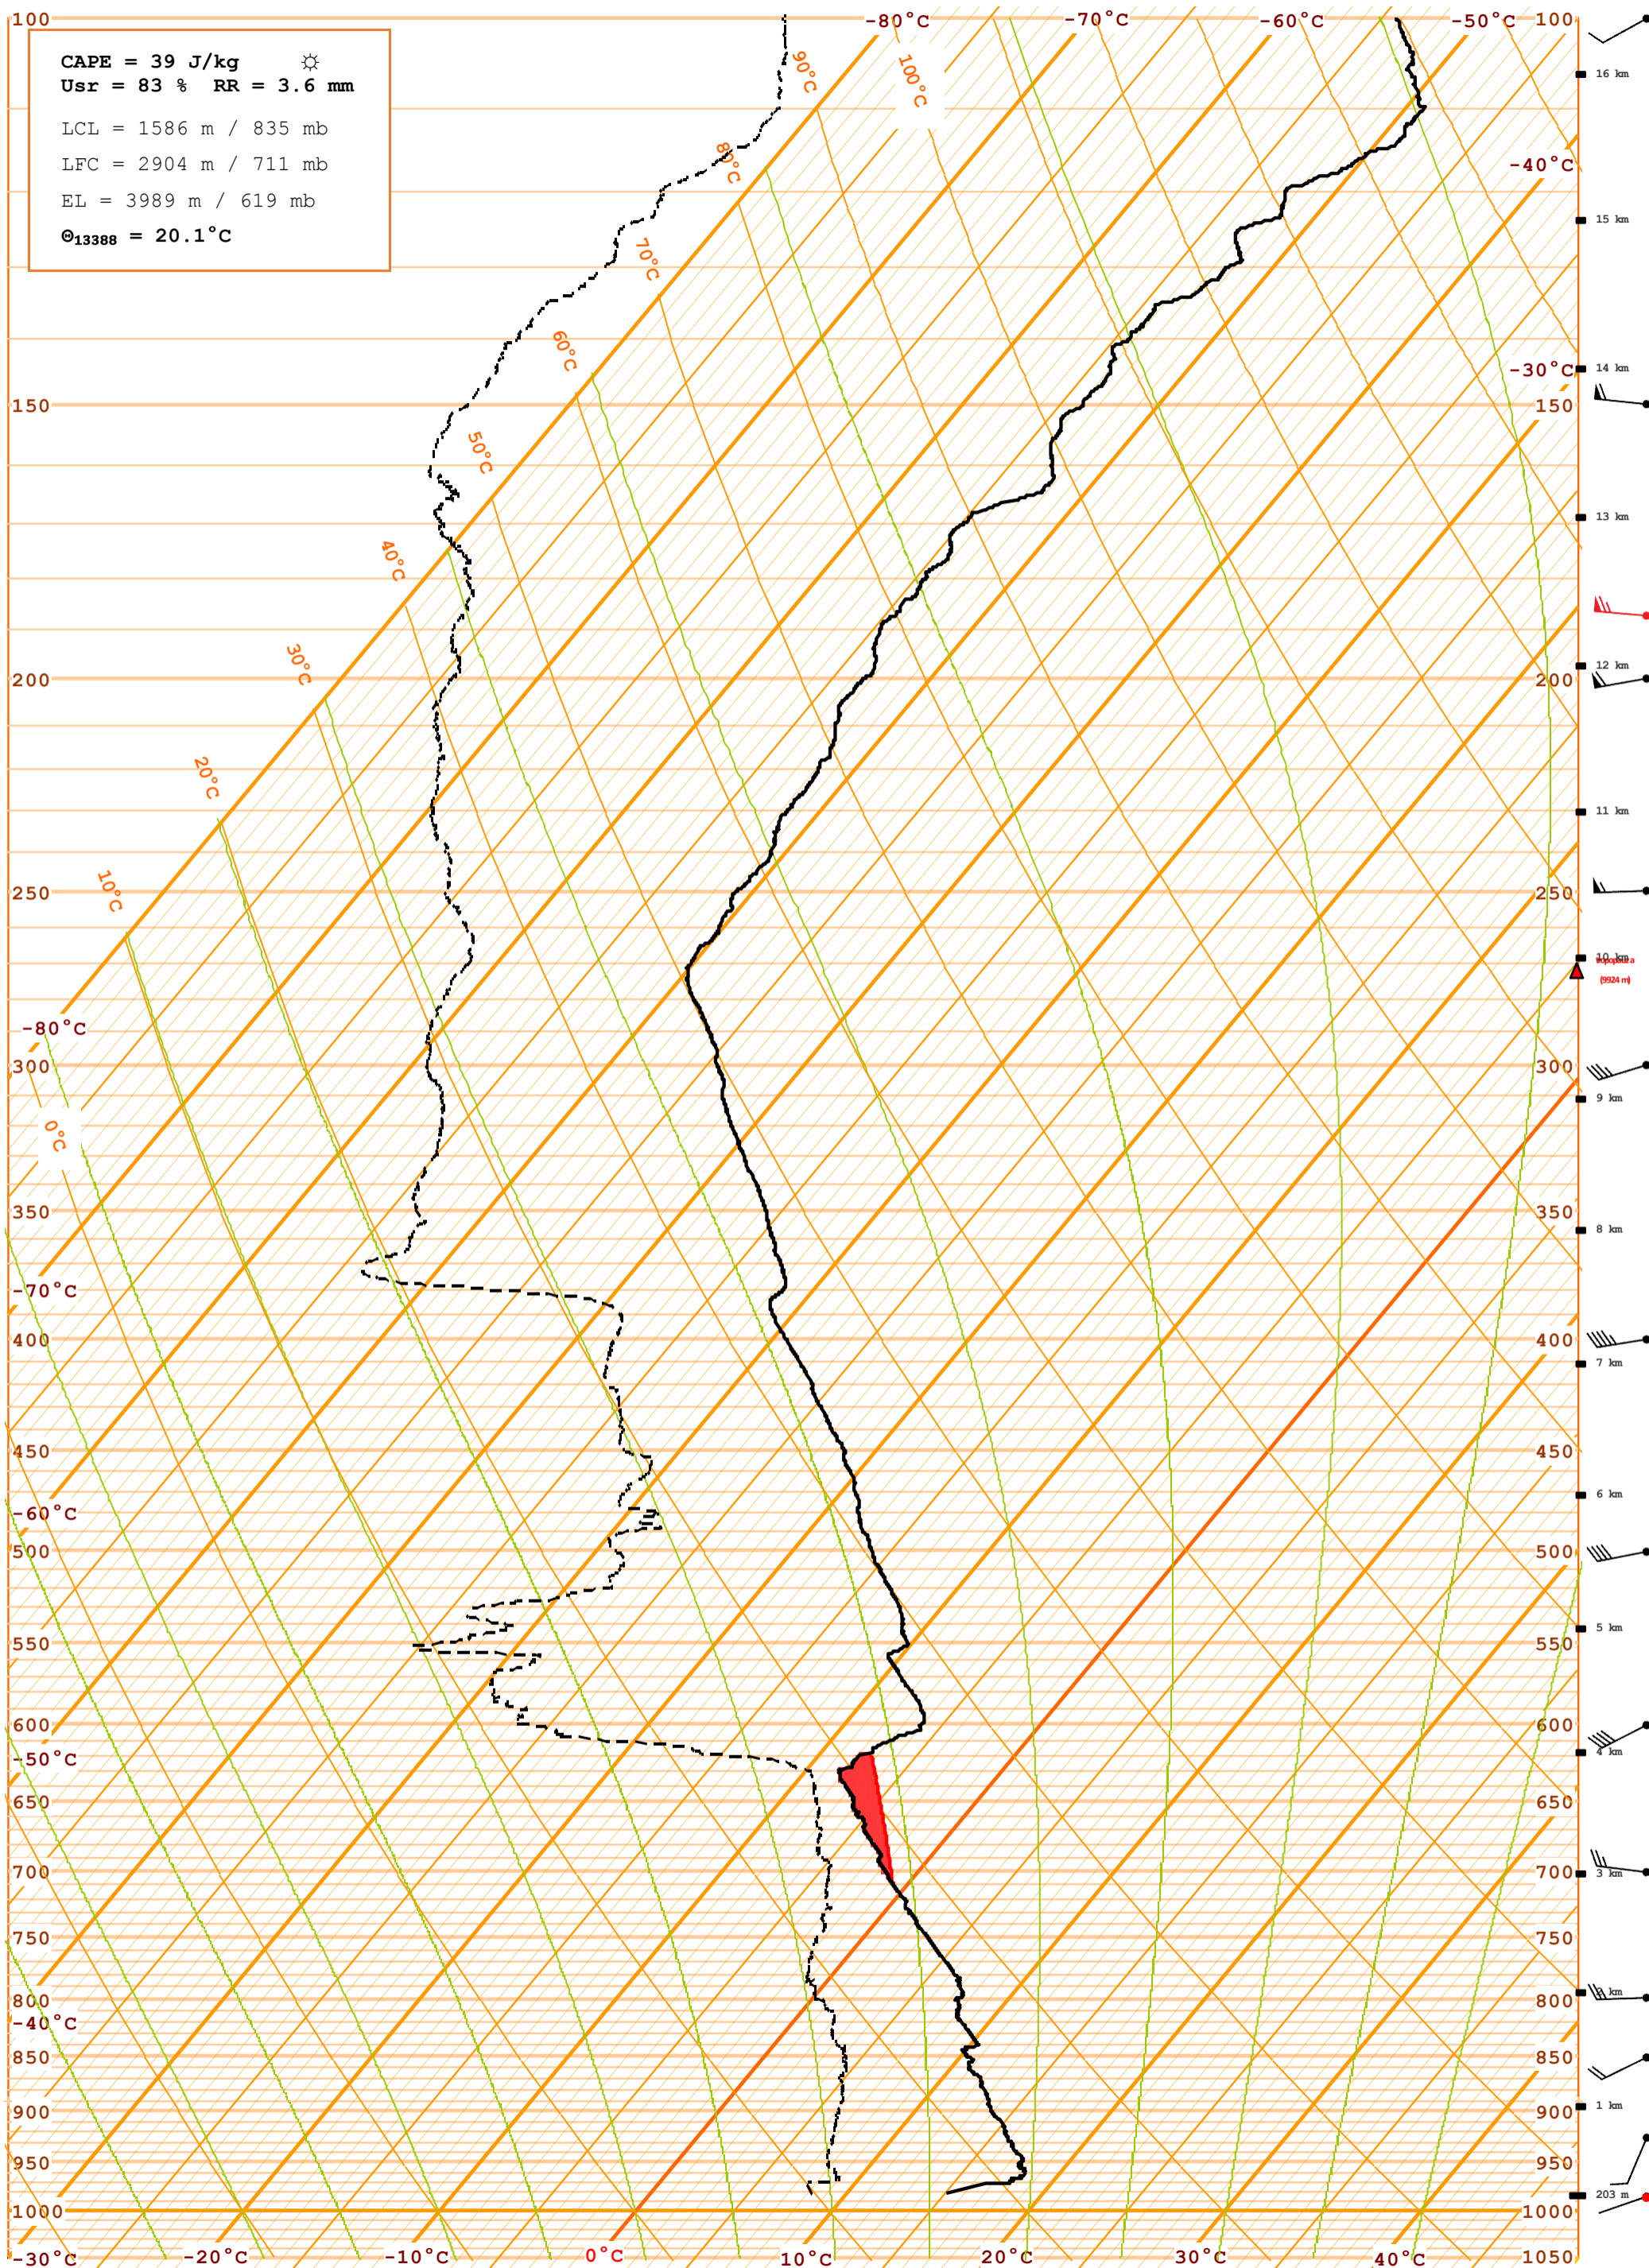 100 -80°C -70°C -60°C -50°C 100
CAPE = 39 J/kg ☼
Usr = 83 % RR = 3.6 mm
LCL = 1586 m / 835 mb
LFC = 2904 m / 711 mb
EL = 3989 m / 619 mb
Θ13388 = 20.1°C
90°C 100°C 16 km
80°C -40°C
15 km
70°C
60°C -30°C 14 km
150 150
50°C
13 km
40°C
30°C 12 km
200 200
20°C
11 km
10°C 250 250
10 km
(9924 m)
-80°C
300 300
9 km
0°C
350 350
8 km
-70°C
400 400
7 km
450 450
6 km
-60°C
500 500
5 km
550 550
600 600
-50°C 4 km
650 650
700 700
3 km
750 750
800 800
km
-40°C
850 850
900 900
1 km
950 950
203 m
1000 1000
-30°C -20°C -10°C 0°C 10°C 20°C 30°C 40°C 1050